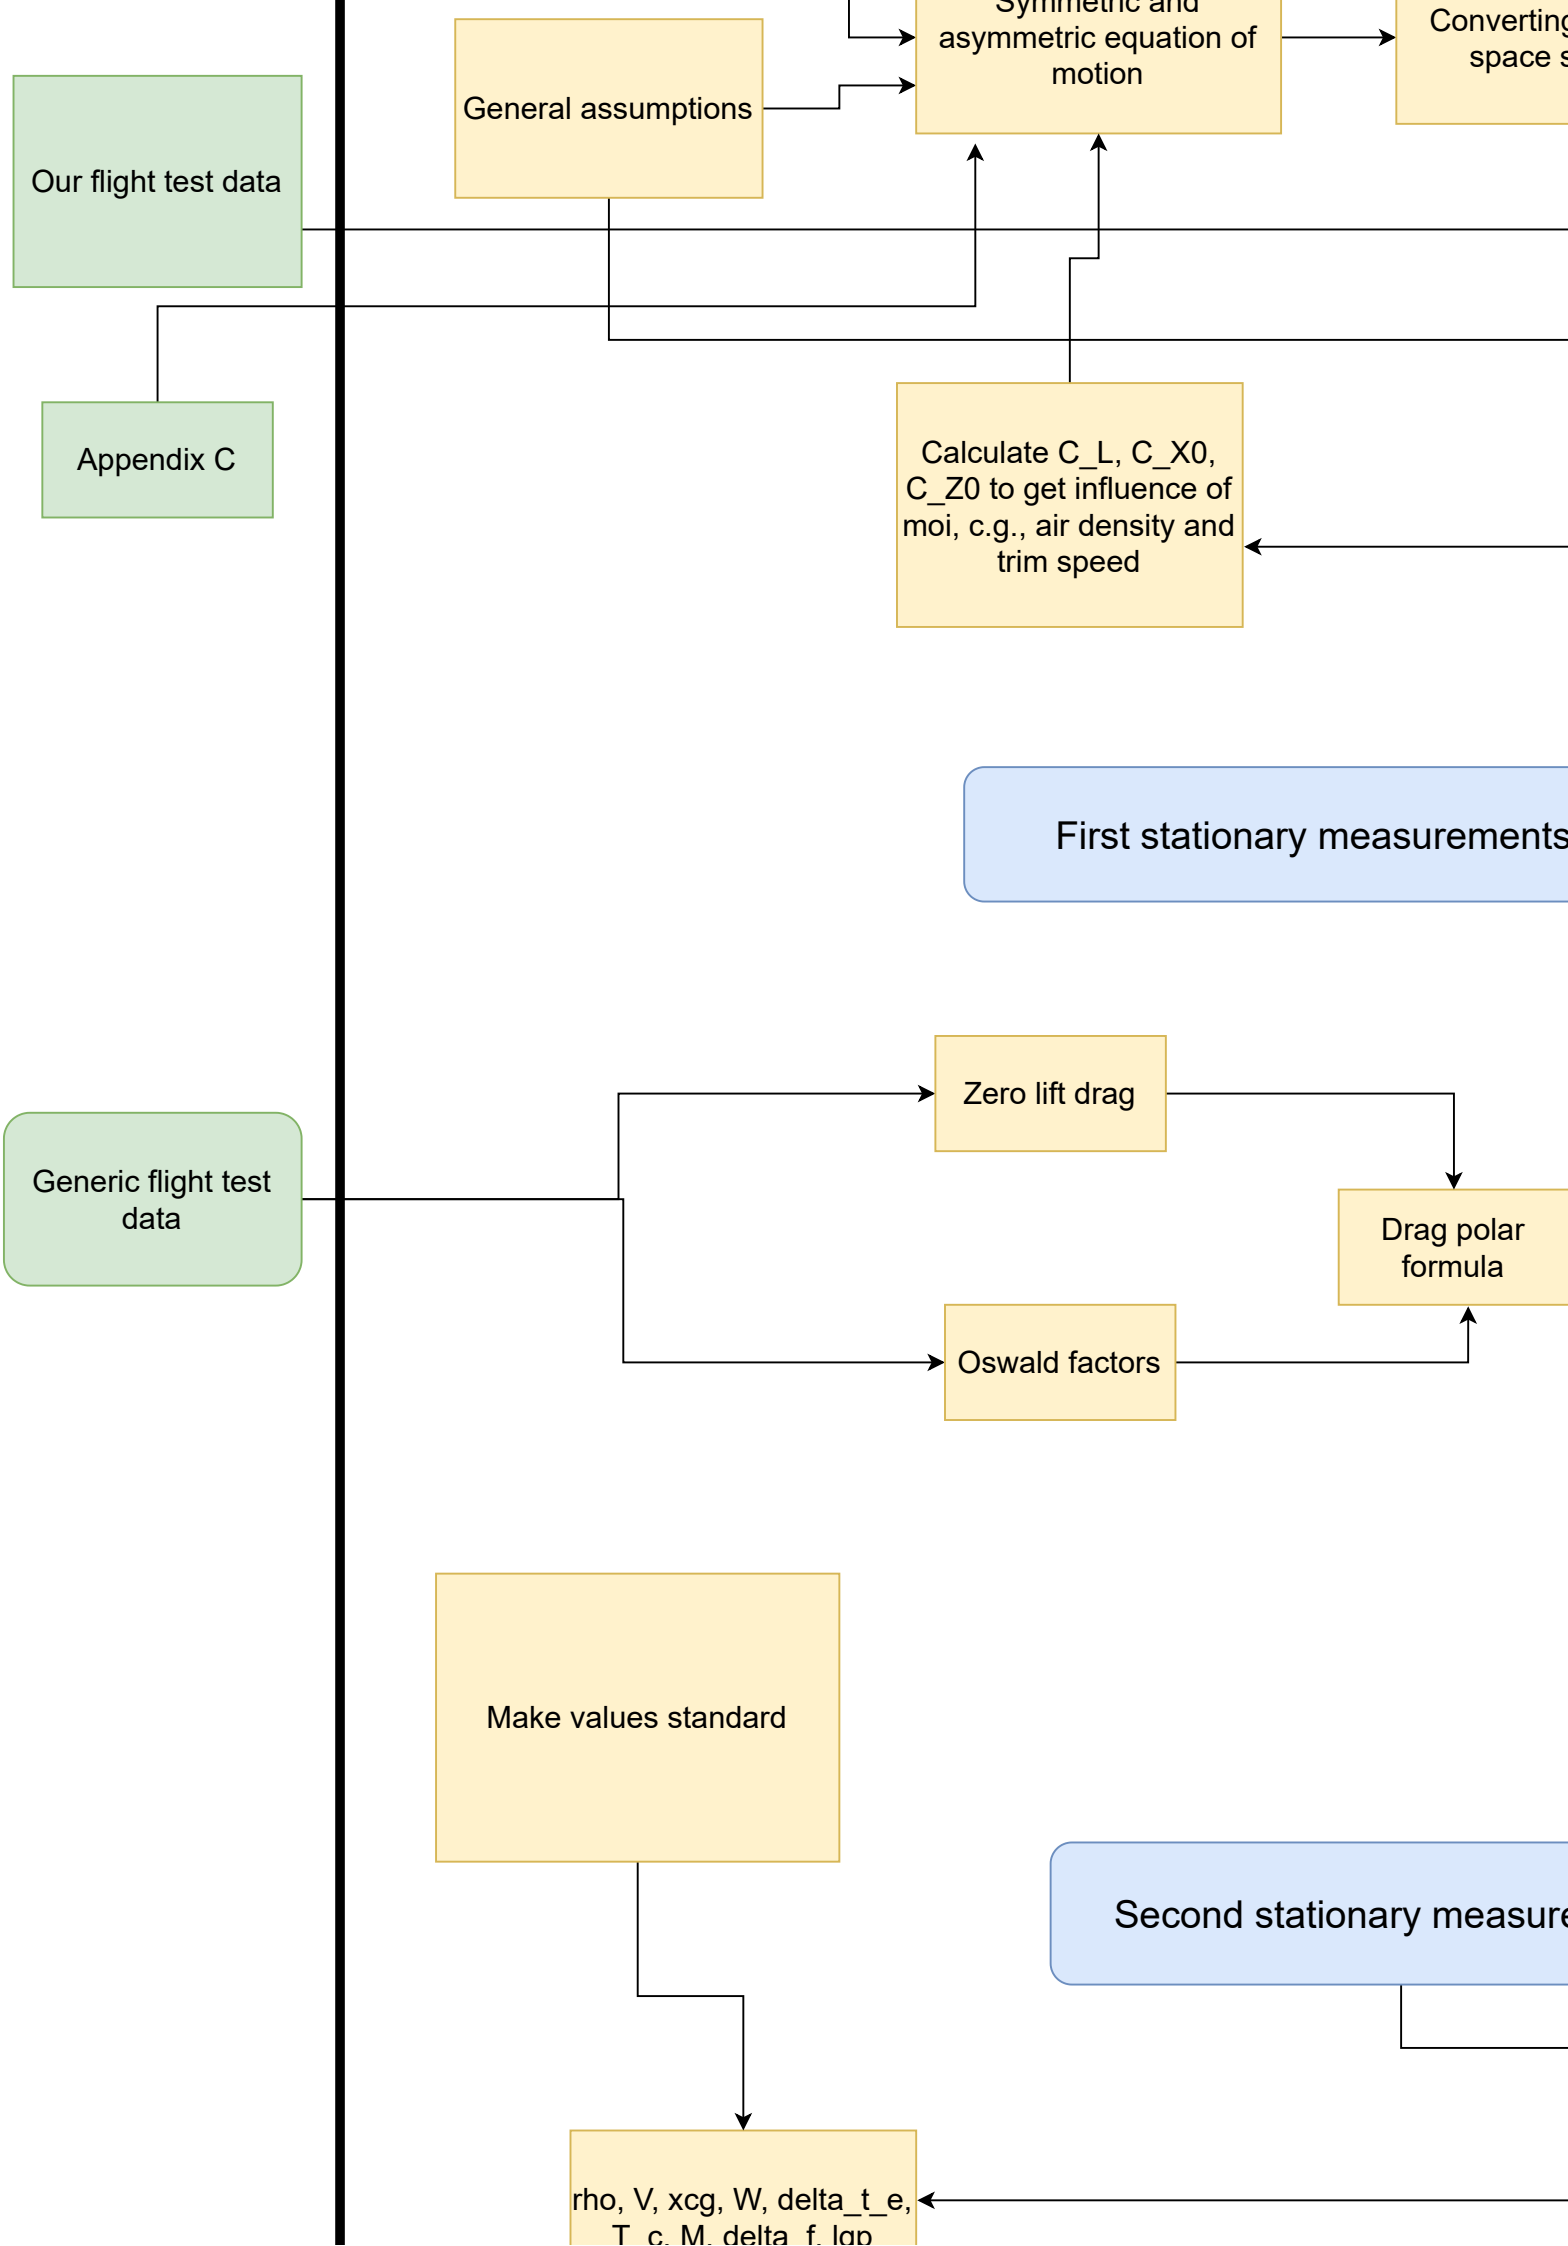 Symmetric and
asymmetric equation of
motion
Converting
space s
General assumptions
Our flight test data
Appendix C
Calculate C_L, C_X0,
C_Z0 to get influence of
moi, c.g., air density and
trim speed
First stationary measurements
Zero lift drag
Generic flight test
data
Drag polar
formula
Oswald factors
Make values standard
Second stationary measure
rho, V, xcg, W, delta_t_e,
T_c, M, delta_f, lgp